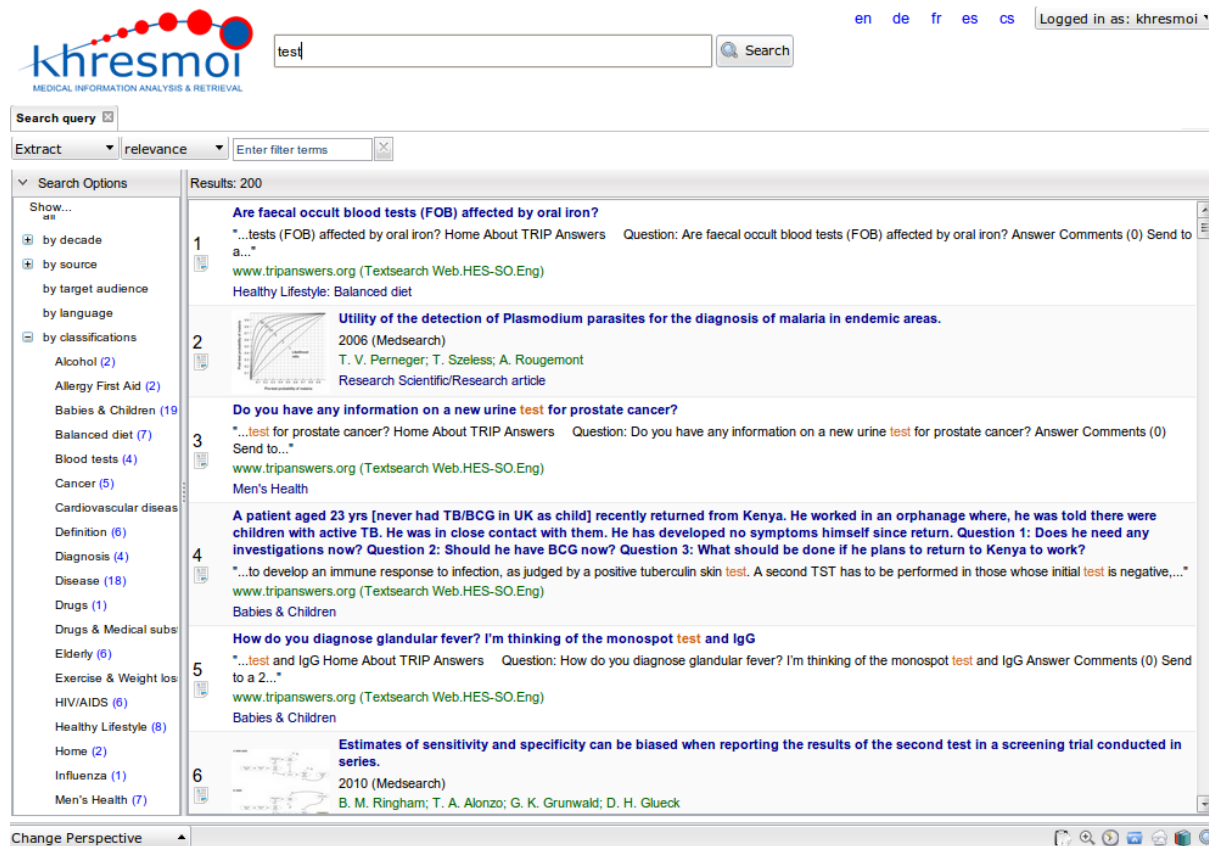 en de fr es cs Logged in as: khresmoi
khresmoi
MEDICAL INFORMATION ANALYSIS & RETRIEVAL
test
Search
Search query
Extract relevance Enter filter terms
Search Options
Show...
all
by decade
by source
by target audience
by language
by classifications
Alcohol (2)
Allergy First Aid (2)
Babies & Children (19
Balanced diet (7)
Blood tests (4)
Cancer (5)
Cardiovascular diseas
Definition (6)
Diagnosis (4)
Disease (18)
Drugs (1)
Drugs & Medical subs
Elderly (6)
Exercise & Weight los
HIV/AIDS (6)
Healthy Lifestyle (8)
Home (2)
Influenza (1)
Men's Health (7)
Results: 200
1
Are faecal occult blood tests (FOB) affected by oral iron?
"...tests (FOB) affected by oral iron? Home About TRIP Answers Question: Are faecal occult blood tests (FOB) affected by oral iron? Answer Comments (0) Send to
a..."
www.tripanswers.org (Textsearch Web.HES-SO.Eng)
Healthy Lifestyle: Balanced diet
2
Utility of the detection of Plasmodium parasites for the diagnosis of malaria in endemic areas.
2006 (Medsearch)
T. V. Perneger; T. Szeless; A. Rougemont
Research Scientific/Research article
3
Do you have any information on a new urine test for prostate cancer?
"...test for prostate cancer? Home About TRIP Answers Question: Do you have any information on a new urine test for prostate cancer? Answer Comments (0)
Send to..."
www.tripanswers.org (Textsearch Web.HES-SO.Eng)
Men's Health
4
A patient aged 23 yrs [never had TB/BCG in UK as child] recently returned from Kenya. He worked in an orphanage where, he was told there were
children with active TB. He was in close contact with them. He has developed no symptoms himself since return. Question 1: Does he need any
investigations now? Question 2: Should he have BCG now? Question 3: What should be done if he plans to return to Kenya to work?
"...to develop an immune response to infection, as judged by a positive tuberculin skin test. A second TST has to be performed in those whose initial test is negative,..."
www.tripanswers.org (Textsearch Web.HES-SO.Eng)
Babies & Children
5
How do you diagnose glandular fever? I'm thinking of the monospot test and IgG
"...test and IgG Home About TRIP Answers Question: How do you diagnose glandular fever? I'm thinking of the monospot test and IgG Answer Comments (0) Send
to a 2..."
www.tripanswers.org (Textsearch Web.HES-SO.Eng)
Babies & Children
6
Estimates of sensitivity and specificity can be biased when reporting the results of the second test in a screening trial conducted in
series.
2010 (Medsearch)
B. M. Ringham; T. A. Alonzo; G. K. Grunwald; D. H. Glueck
Change Perspective